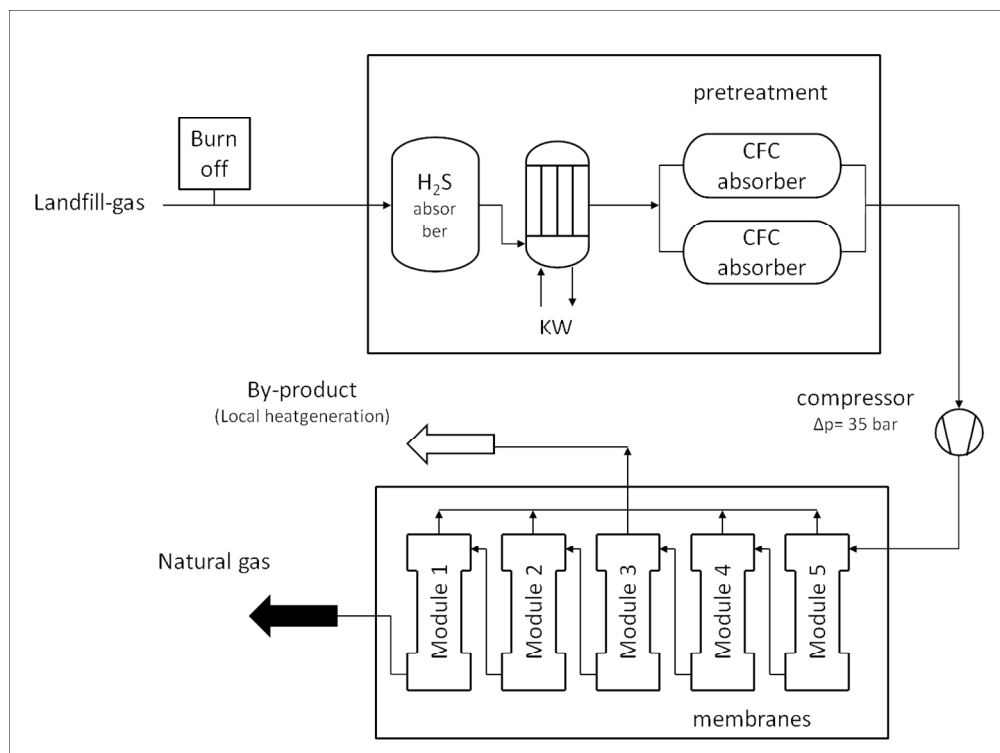 pretreatment
Burn
off
Landfill-gas
H₂S
absor
ber
CFC
absorber
CFC
absorber
KW
By-product
(Local heatgeneration)
compressor
Δp= 35 bar
Natural gas
Module 1
Module 2
Module 3
Module 4
Module 5
membranes